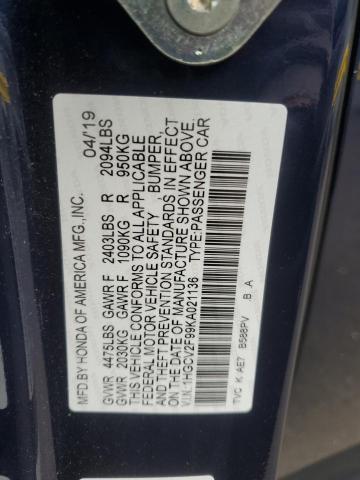 MFD.BY HONDA OF AMERICA MFG.,INC. 04/19
GVWR 4475LBS GAWR F 2403LBS R 2094LBS
GVWR 2030KG GAWR F 1090KG R 950KG
THIS VEHICLE CONFORMS TO ALL APPLICABLE
FEDERAL MOTOR VEHICLE SAFETY , BUMPER,
AND THEFT PREVENTION STANDARDS IN EFFECT
ON THE DATE OF MANUFACTURE SHOWN ABOVE.
V.I.N.:1HGCV2F99KA021136 TYPE:PASSENGER CAR
TVC K AE7 B588PV B .A